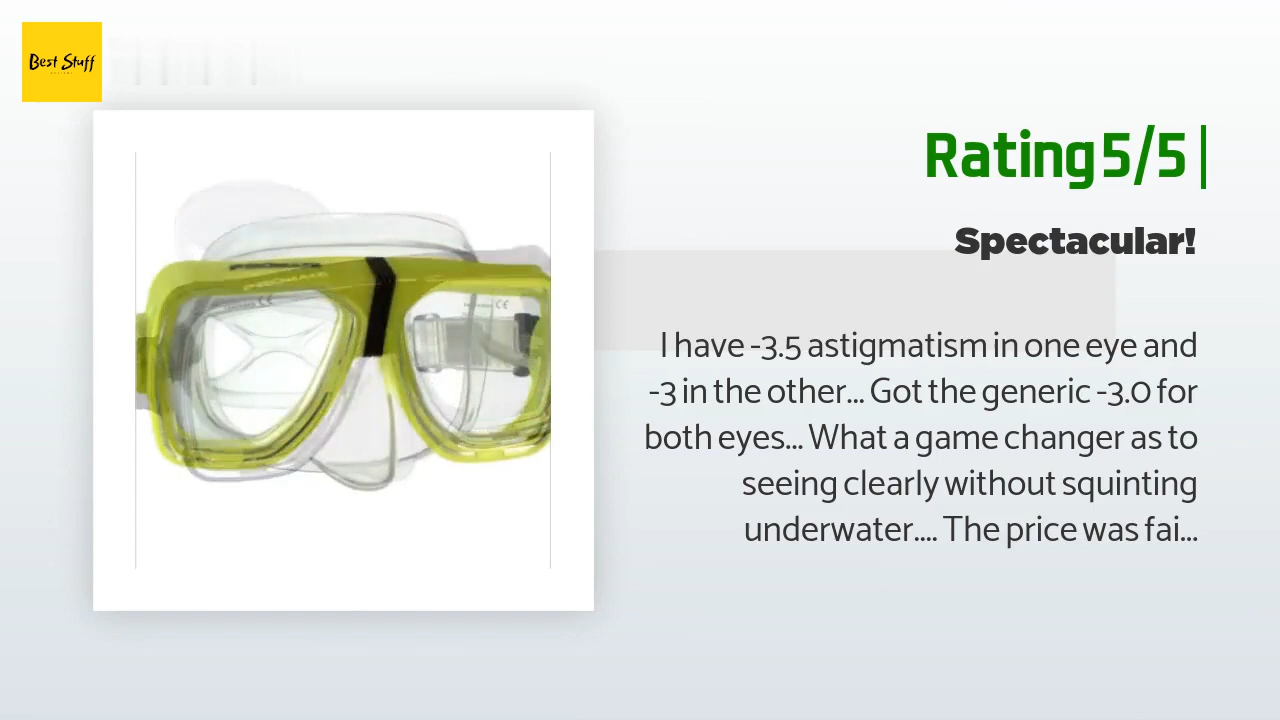 Best Stuff
Rating 5/5 |
Spectacular!
I have -3.5 astigmatism in one eye and
-3 in the other... Got the generic -3.0 for
both eyes... What a game changer as to
seeing clearly without squinting
underwater.... The price was fai...
CE
CE